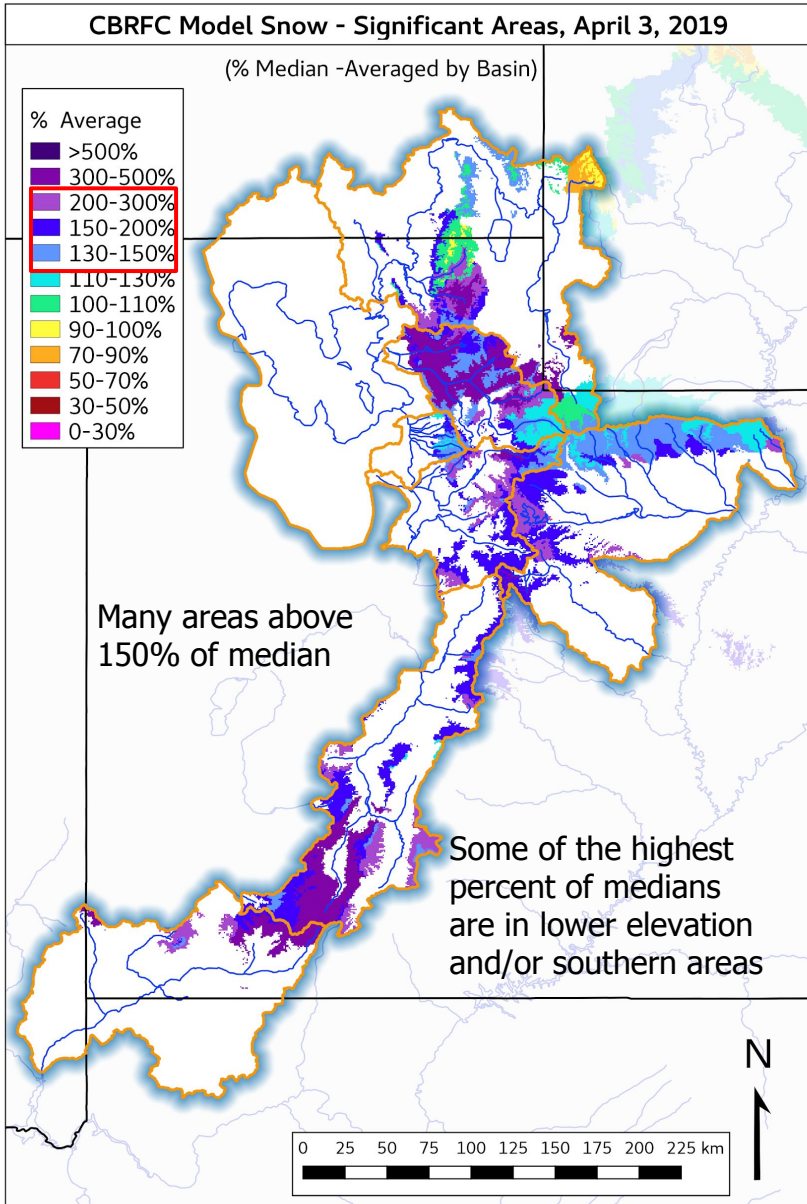 CBRFC Model Snow - Significant Areas, April 3, 2019
(% Median -Averaged by Basin)
% Average
>500%
300-500%
200-300%
150-200%
130-150%
110-130%
100-110%
90-100%
70-90%
50-70%
30-50%
0-30%
Many areas above
150% of median
Some of the highest
percent of medians
are in lower elevation
and/or southern areas
N
0 25 50 75 100 125 150 175 200 225 km